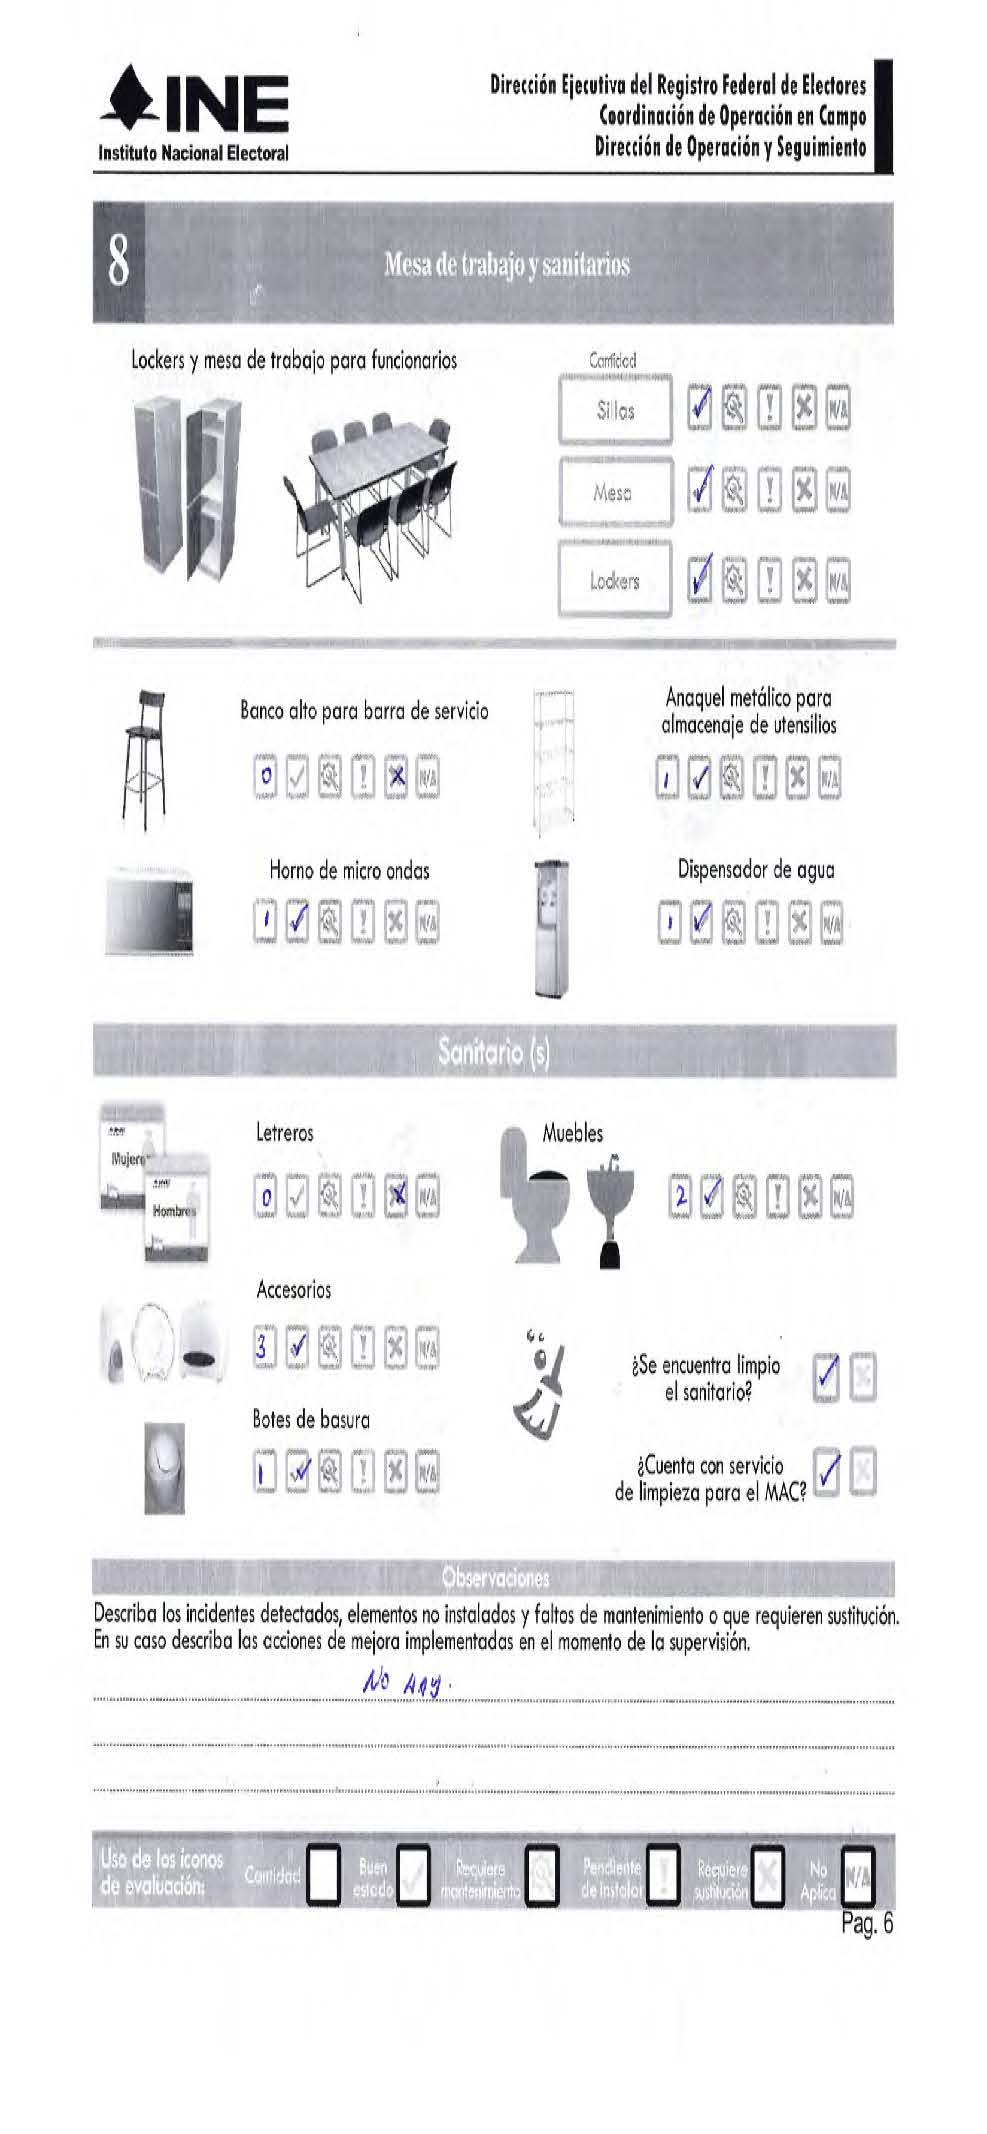 INE
Instituto Nacional Electoral
Dirección Ejecutiva del Registro Federal de Electores
Coordinación de Operación en Campo
Dirección de Operación y Seguimiento
8
Mesa de trabajo y sanitarios
Lockers y mesa de trabajo para funcionarios
Cantidad
Sillas
N/A
Mesa
N/A
Lockers
N/A
Banco alto para barra de servicio
0 N/A
Anaquel metálico para
almacenaje de utensilios
1 N/A
Horno de micro ondas
1 N/A
Dispensador de agua
1 N/A
Sanitario (s)
INE
Mujeres
INE
Hombres
Letreros
0 N/A
Muebles
2 N/A
Accesorios
3 N/A
¿Se encuentra limpio
el sanitario?
Botes de basura
1 N/A
¿Cuenta con servicio
de limpieza para el MAC?
Observaciones
Describa los incidentes detectados, elementos no instalados y faltos de mantenimiento o que requieren sustitución.
En su caso describa las acciones de mejora implementadas en el momento de la supervisión.
No Hay.
Uso de los iconos
de evaluación:
Cantidad
Buen
estado
Requiere
mantenimiento
Pendiente
de instalar
Requiere
sustitución
No
Aplica
N/A
Pag. 6